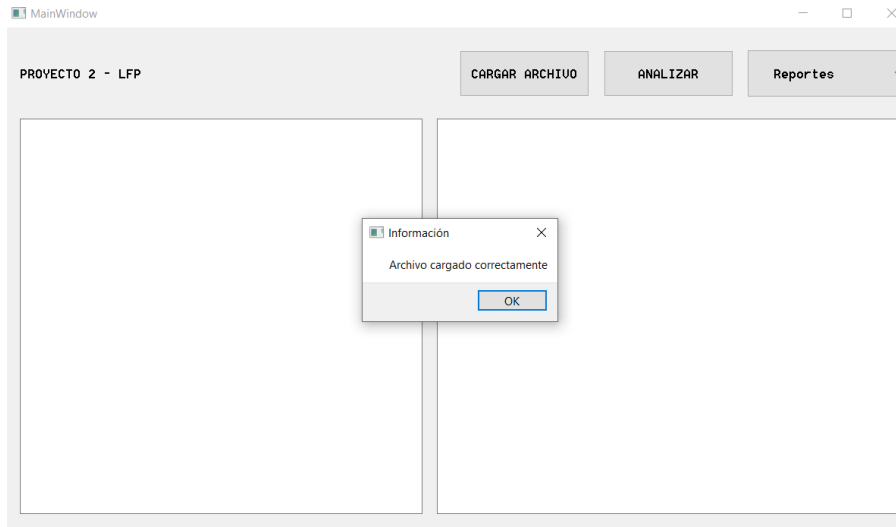 MainWindow
PROYECTO 2 - LFP
CARGAR ARCHIVO
ANALIZAR
Reportes
Información
Archivo cargado correctamente
OK